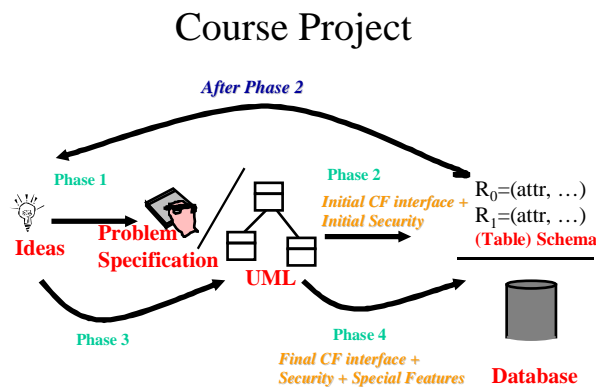 Course Project
After Phase 2
Phase 1
Phase 2
R0=(attr, …)
R1=(attr, …)
(Table) Schema
Initial CF interface +
Initial Security
Ideas
Problem
Specification
UML
Phase 3
Phase 4
Final CF interface +
Security + Special Features
Database